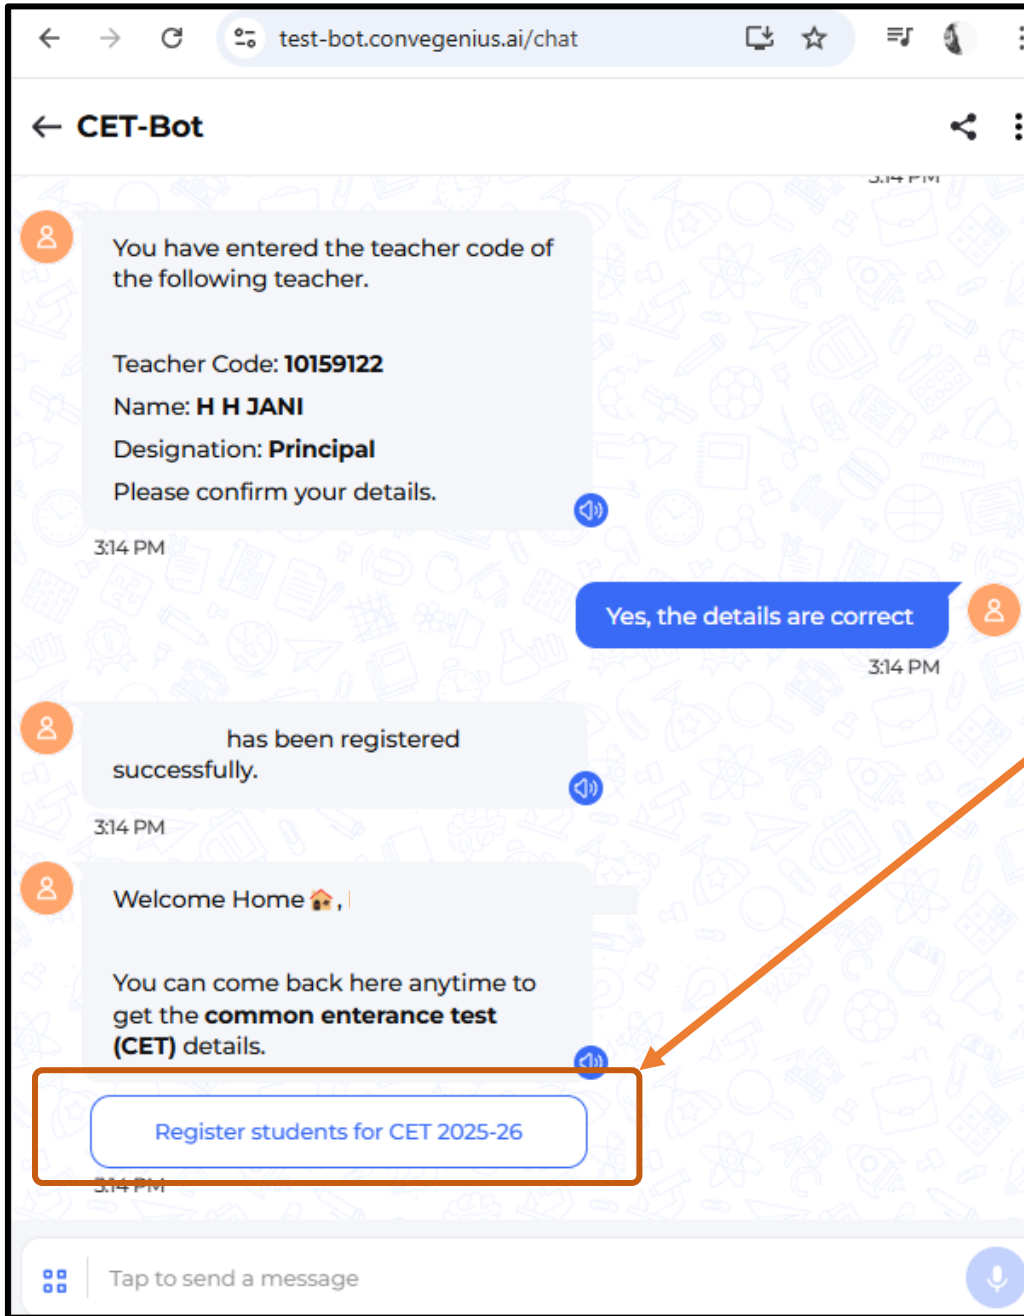 test-bot.convegenius.ai/chat
CET-Bot
3:14 PM
You have entered the teacher code of
the following teacher.
Teacher Code: 10159122
Name: H H JANI
Designation: Principal
Please confirm your details.
3:14 PM
Yes, the details are correct
3:14 PM
has been registered
successfully.
3:14 PM
Welcome Home 🏠,
You can come back here anytime to
get the common enterance test
(CET) details.
Register students for CET 2025-26
3:14 PM
Tap to send a message